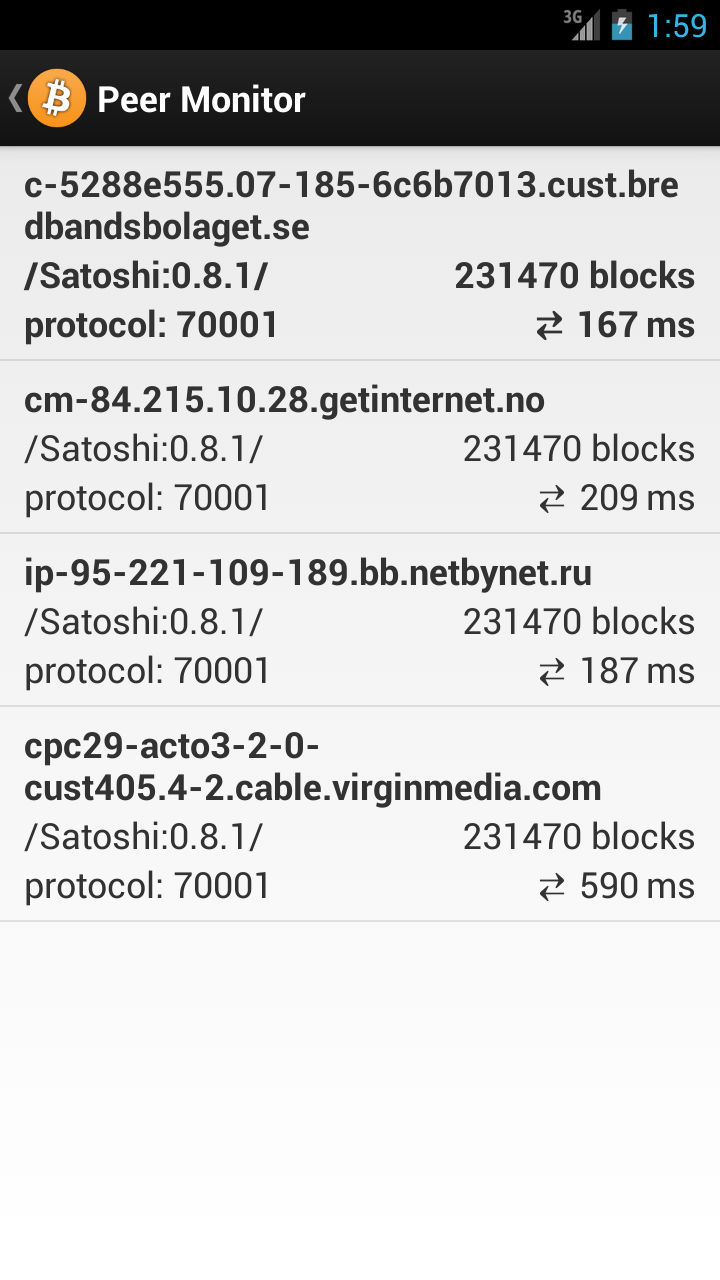 3G 1:59
Peer Monitor
c-5288e555.07-185-6c6b7013.cust.bre
dbandsbolaget.se
/Satoshi:0.8.1/ 231470 blocks
protocol: 70001 ⇄ 167 ms
cm-84.215.10.28.getinternet.no
/Satoshi:0.8.1/ 231470 blocks
protocol: 70001 ⇄ 209 ms
ip-95-221-109-189.bb.netbynet.ru
/Satoshi:0.8.1/ 231470 blocks
protocol: 70001 ⇄ 187 ms
cpc29-acto3-2-0-
cust405.4-2.cable.virginmedia.com
/Satoshi:0.8.1/ 231470 blocks
protocol: 70001 ⇄ 590 ms